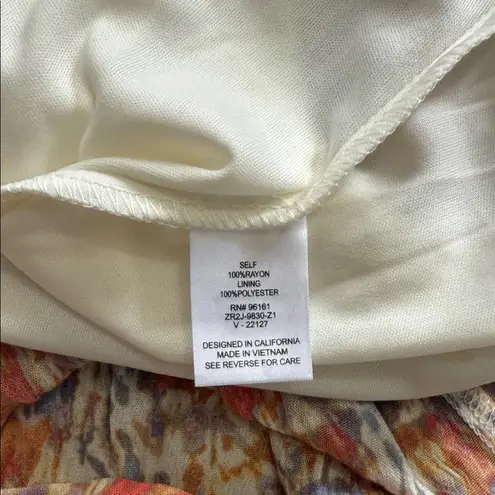 SELF
100%RAYON
LINING
100%POLYESTER
RN# 96161
ZR2J-9830-Z1
V - 22127
DESIGNED IN CALIFORNIA
MADE IN VIETNAM
SEE REVERSE FOR CARE